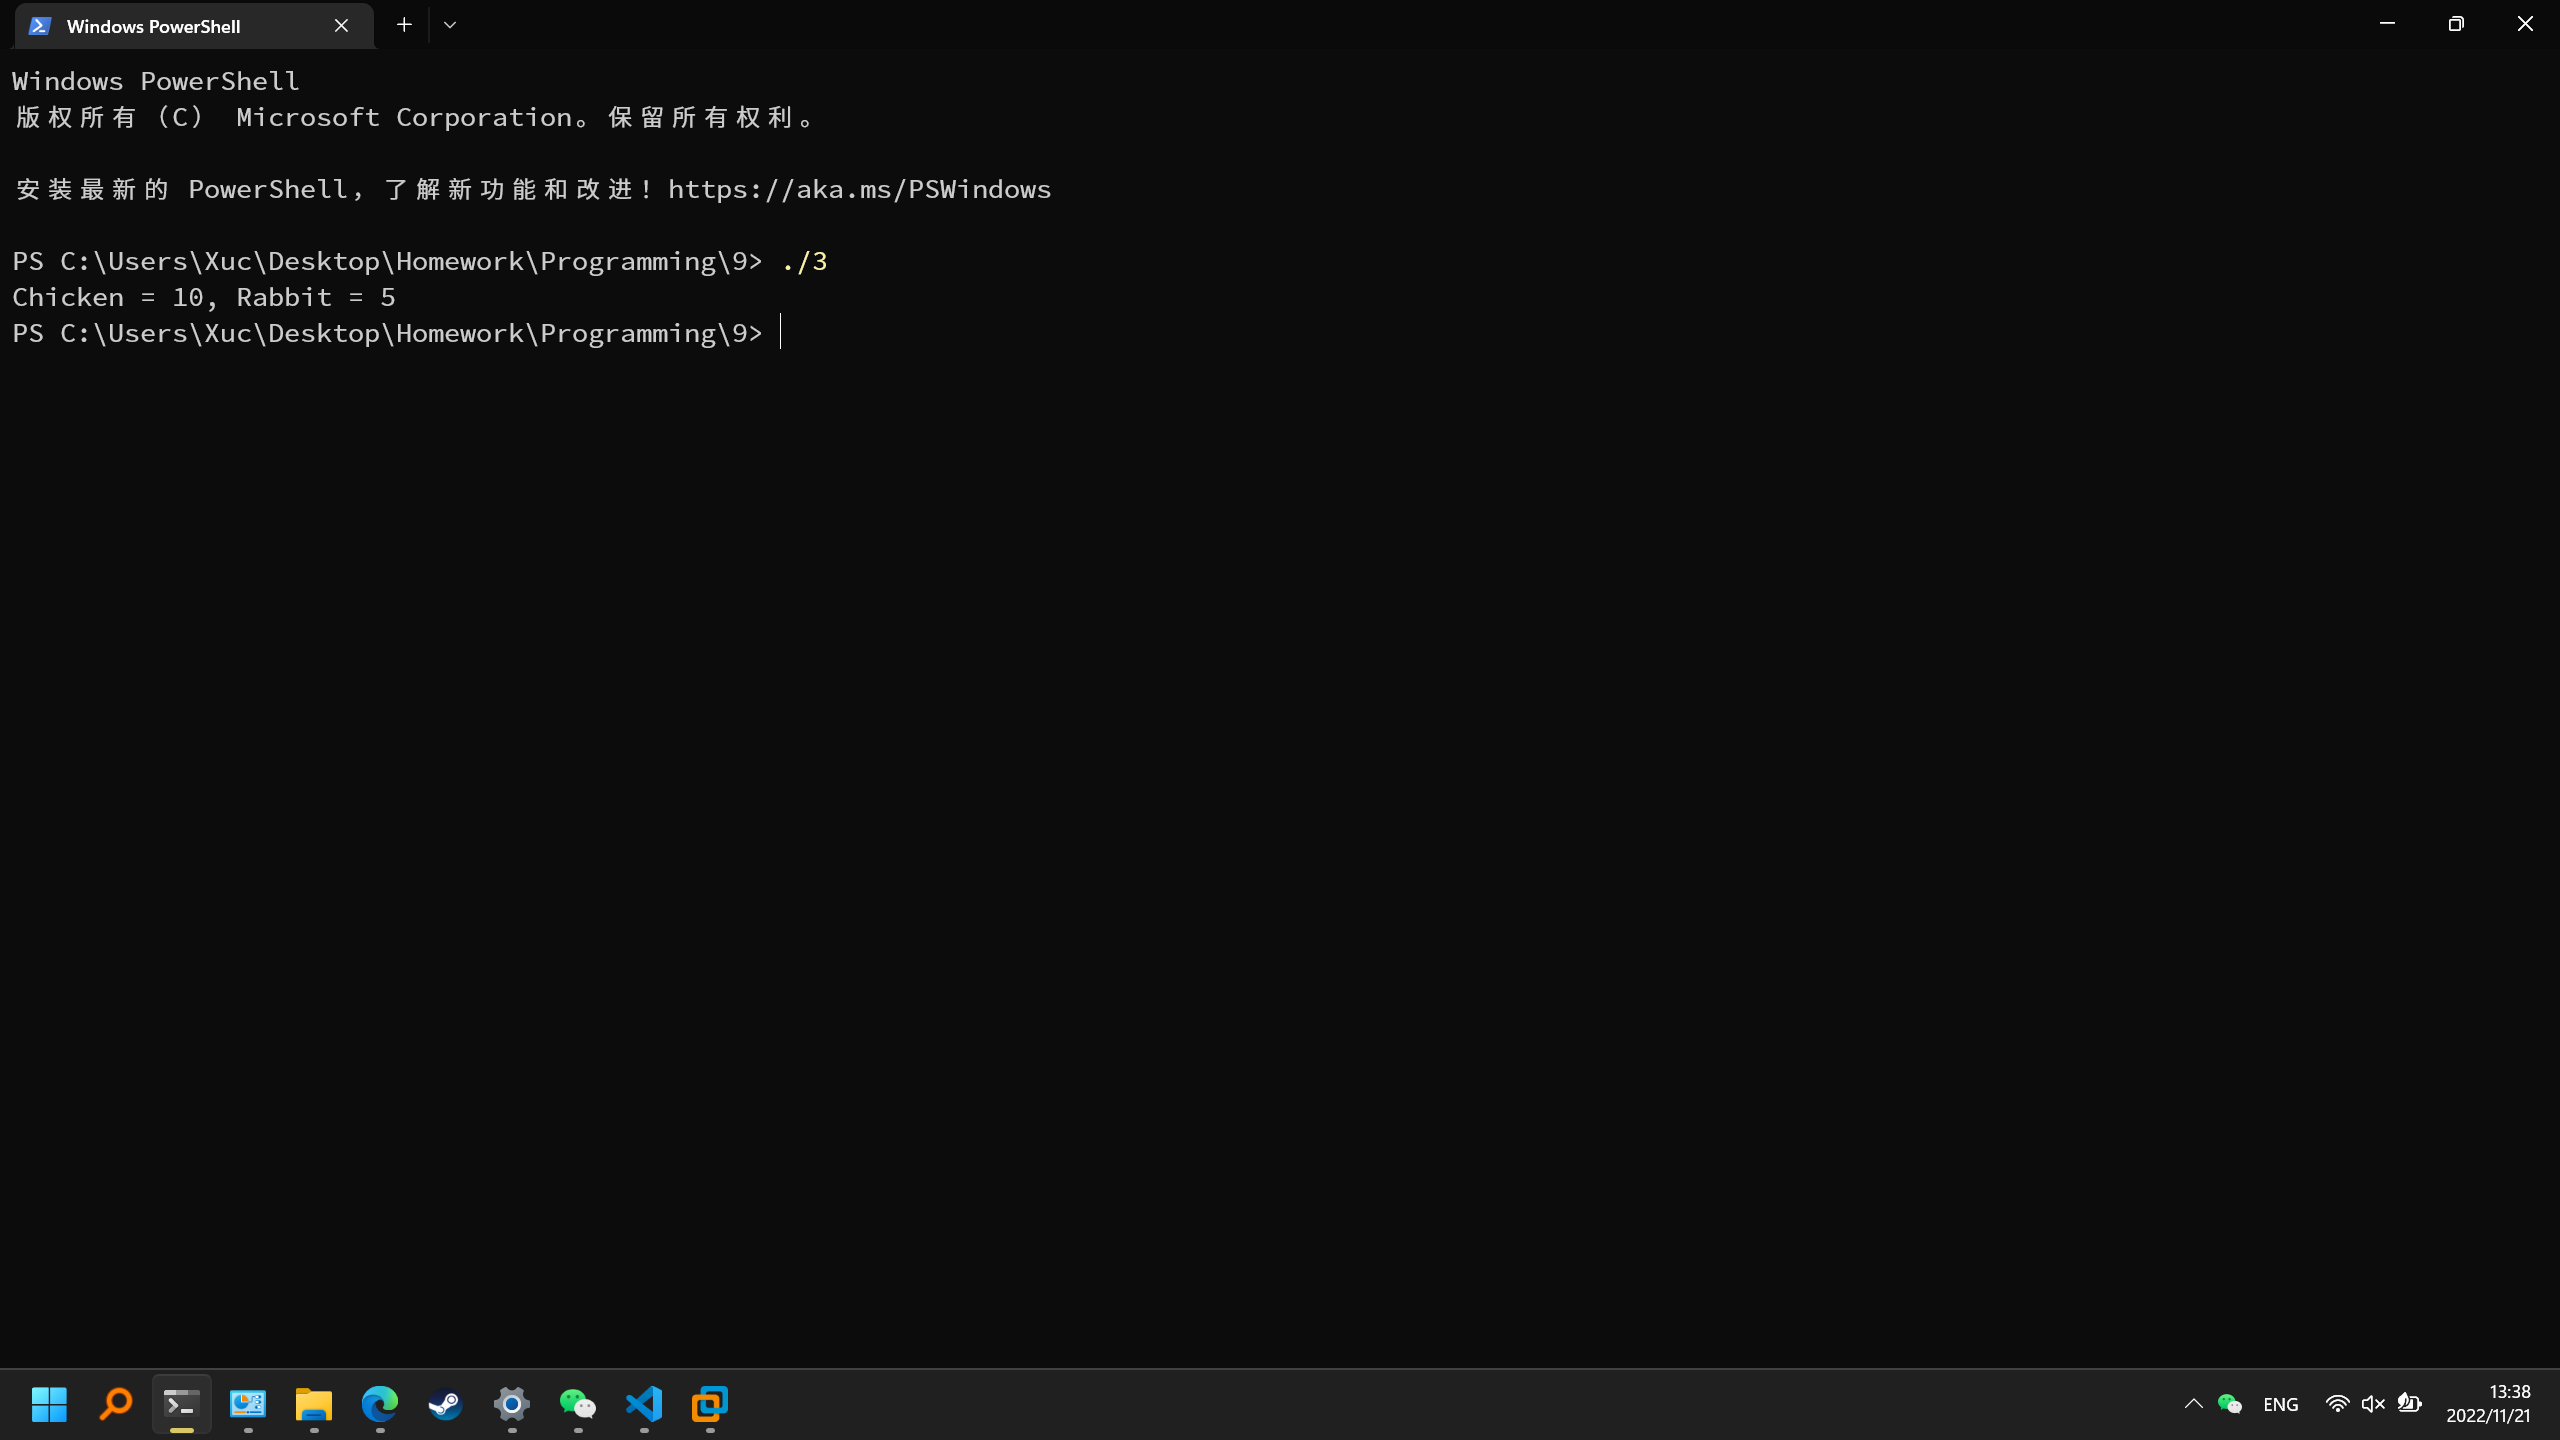 Windows PowerShell
Windows PowerShell
版权所有（C） Microsoft Corporation。保留所有权利。
安装最新的 PowerShell，了解新功能和改进！https://aka.ms/PSWindows
PS C:\Users\Xuc\Desktop\Homework\Programming\9> ./3
Chicken = 10, Rabbit = 5
PS C:\Users\Xuc\Desktop\Homework\Programming\9>
ENG
13:38
2022/11/21